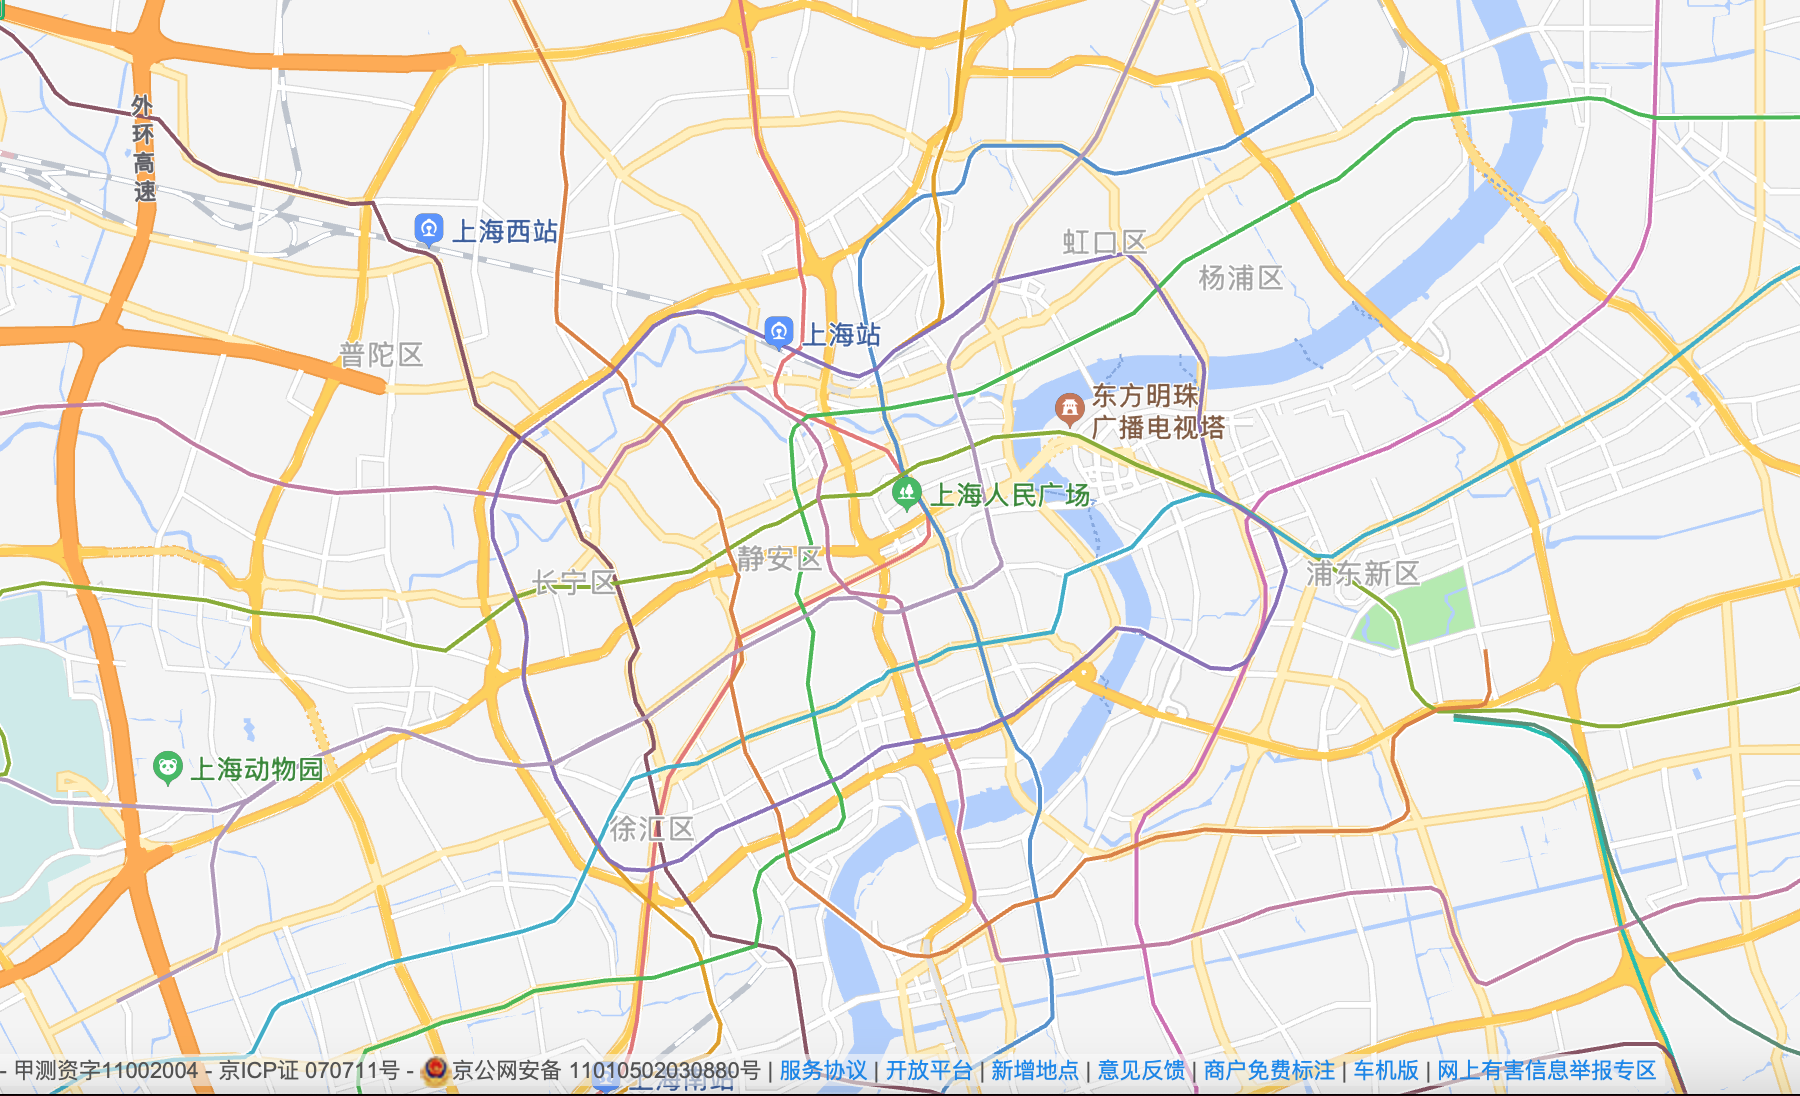 外环高速
上海西站
虹口区
杨浦区
上海站
普陀区
东方明珠
广播电视塔
上海人民广场
静安区
长宁区
浦东新区
上海动物园
徐汇区
上海南站
- 甲测资字11002004 - 京ICP证 070711号 - 京公网安备 11010502030880号 | 服务协议 | 开放平台 | 新增地点 | 意见反馈 | 商户免费标注 | 车机版 | 网上有害信息举报专区